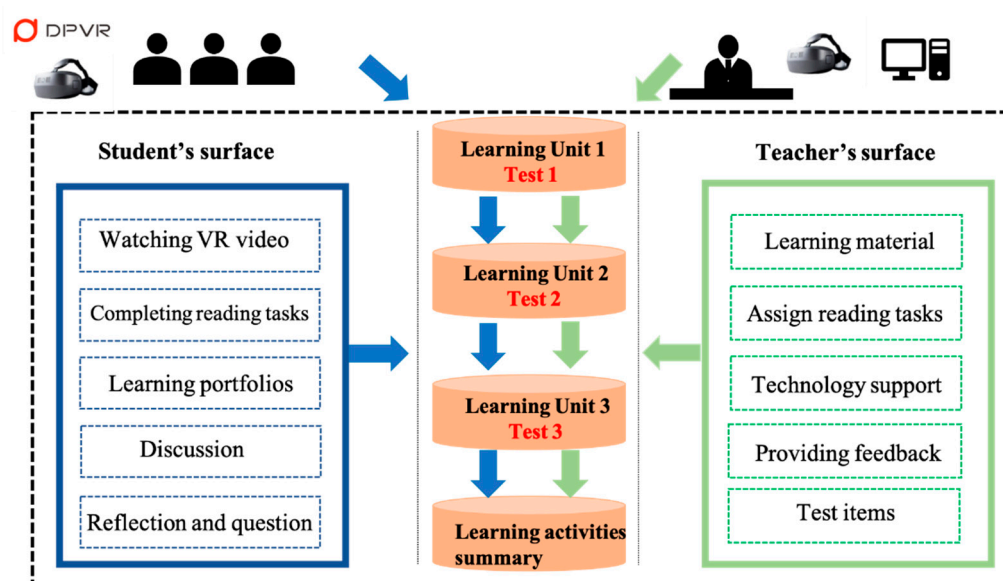 DPVR
Student's surface
Watching VR video
Completing reading tasks
Learning portfolios
Discussion
Reflection and question
Learning Unit 1
Test 1
Learning Unit 2
Test 2
Learning Unit 3
Test 3
Learning activities
summary
Teacher's surface
Learning material
Assign reading tasks
Technology support
Providing feedback
Test items